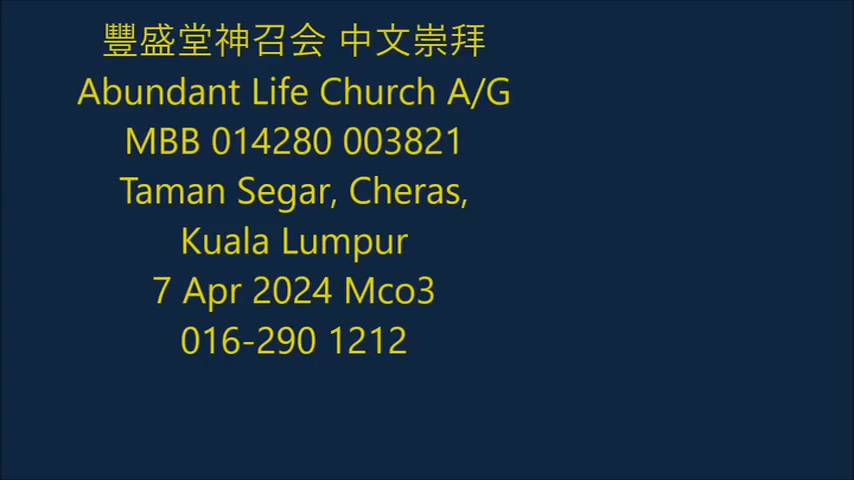 豐盛堂神召会 中文崇拜
Abundant Life Church A/G
MBB 014280 003821
Taman Segar, Cheras,
Kuala Lumpur
7 Apr 2024 Mco3
016-290 1212